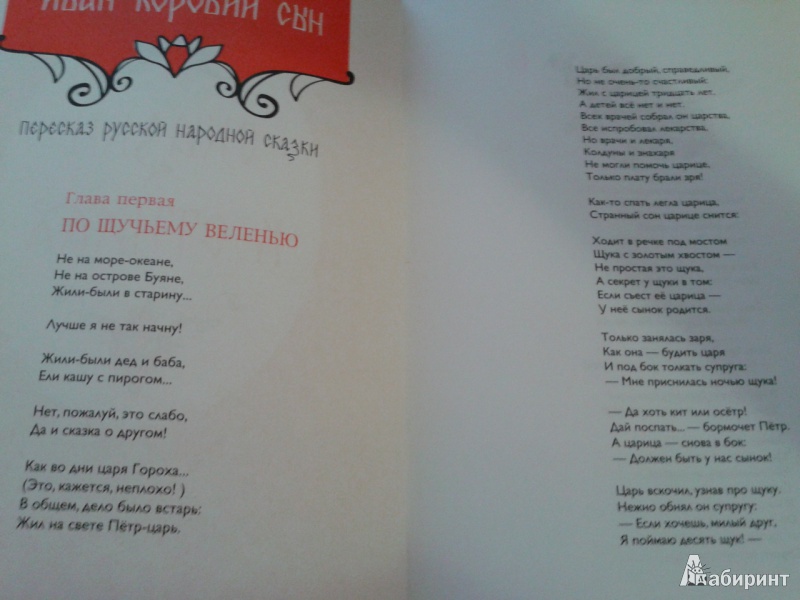 Иван Коровий сын
пересказ русской народной сказки
Глава первая
ПО ЩУЧЬЕМУ ВЕЛЕНЬЮ
Не на море-океане,
Не на острове Буяне,
Жили-были в старину...
Лучше я не так начну!
Жили-были дед и баба,
Ели кашу с пирогом...
Нет, пожалуй, это слабо,
Да и сказка о другом!
Как во дни царя Гороха...
(Это, кажется, неплохо! )
В общем, дело было встарь:
Жил на свете Пётр-царь.
Царь был добрый, справедливый,
Но не очень-то счастливый:
Жил с царицей тридцать лет,
А детей всё нет и нет.
Всех врачей собрал он царства,
Все испробовал лекарства,
Но врачи и лекаря,
Колдуны и знахаря
Не могли помочь царице,
Только плату брали зря!
Как-то спать легла царица,
Странный сон царице снится:
Ходит в речке под мостом
Щука с золотым хвостом —
Не простая это щука,
А секрет у щуки в том:
Если съест её царица —
У неё сынок родится.
Только занялась заря,
Как она — будить царя
И под бок толкать супруга:
— Мне приснилась ночью щука!
— Да хоть кит или осётр!
Дай поспать... — бормочет Пётр.
А царица — снова в бок:
— Должен быть у нас сынок!
Царь вскочил, узнав про щуку.
Нежно обнял он супругу:
— Если хочешь, милый друг,
Я поймаю десять щук! —
Лабиринт